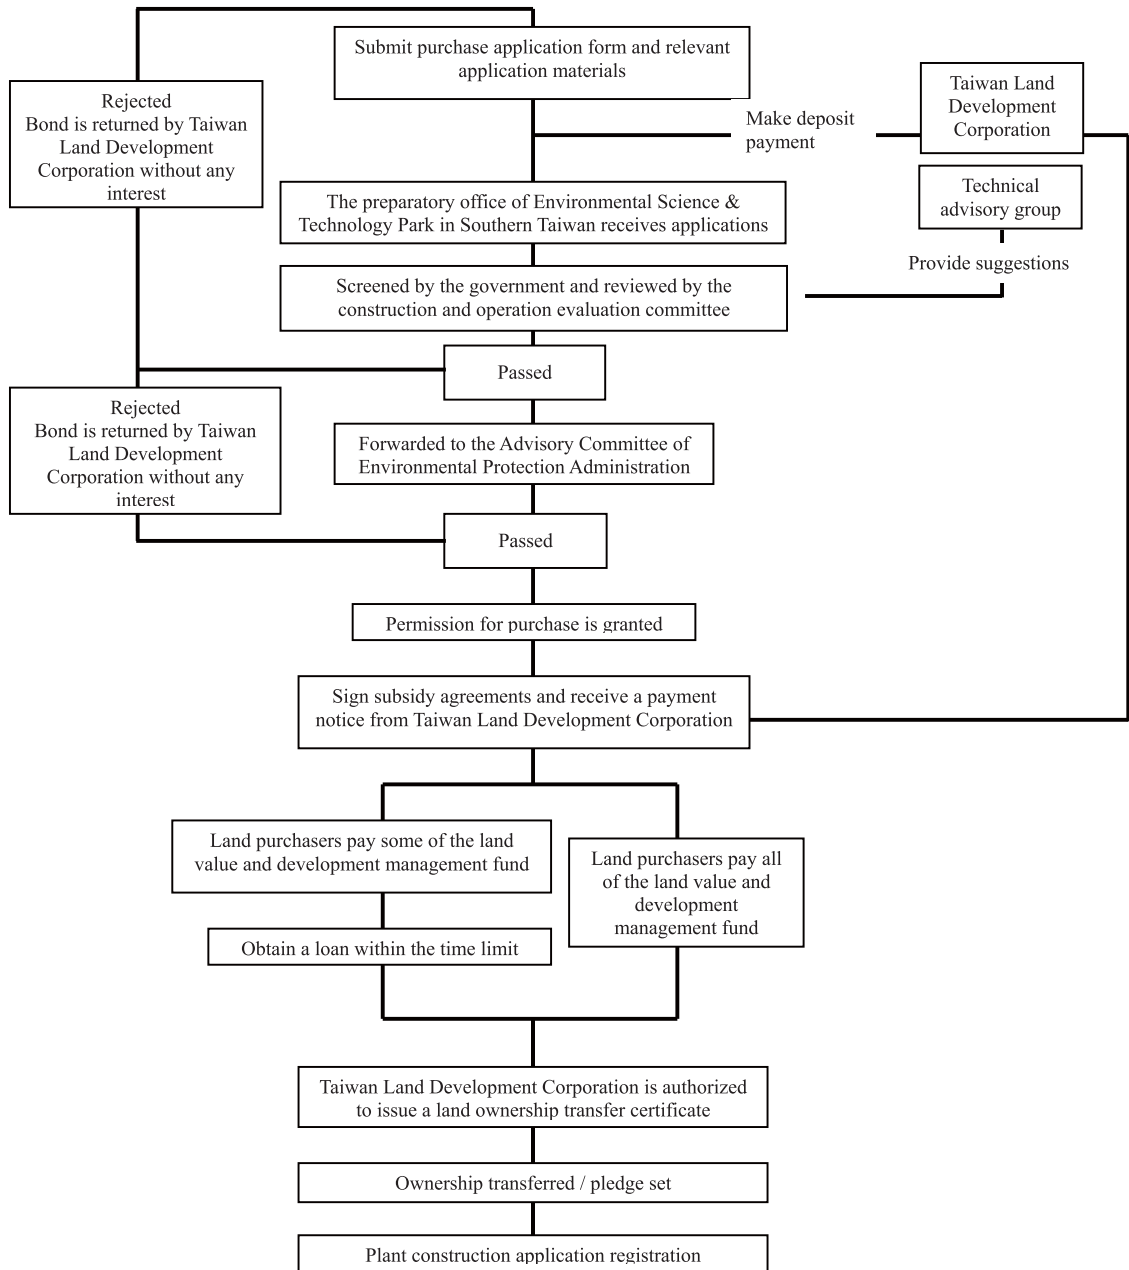 Submit purchase application form and relevant
application materials
Rejected
Bond is returned by Taiwan
Land Development
Corporation without any
interest
Make deposit
payment
Taiwan Land
Development
Corporation
Technical
advisory group
The preparatory office of Environmental Science &
Technology Park in Southern Taiwan receives applications
Provide suggestions
Screened by the government and reviewed by the
construction and operation evaluation committee
Passed
Rejected
Bond is returned by Taiwan
Land Development
Corporation without any
interest
Forwarded to the Advisory Committee of
Environmental Protection Administration
Passed
Permission for purchase is granted
Sign subsidy agreements and receive a payment
notice from Taiwan Land Development Corporation
Land purchasers pay some of the land
value and development management fund
Land purchasers pay all
of the land value and
development
management fund
Obtain a loan within the time limit
Taiwan Land Development Corporation is authorized
to issue a land ownership transfer certificate
Ownership transferred / pledge set
Plant construction application registration